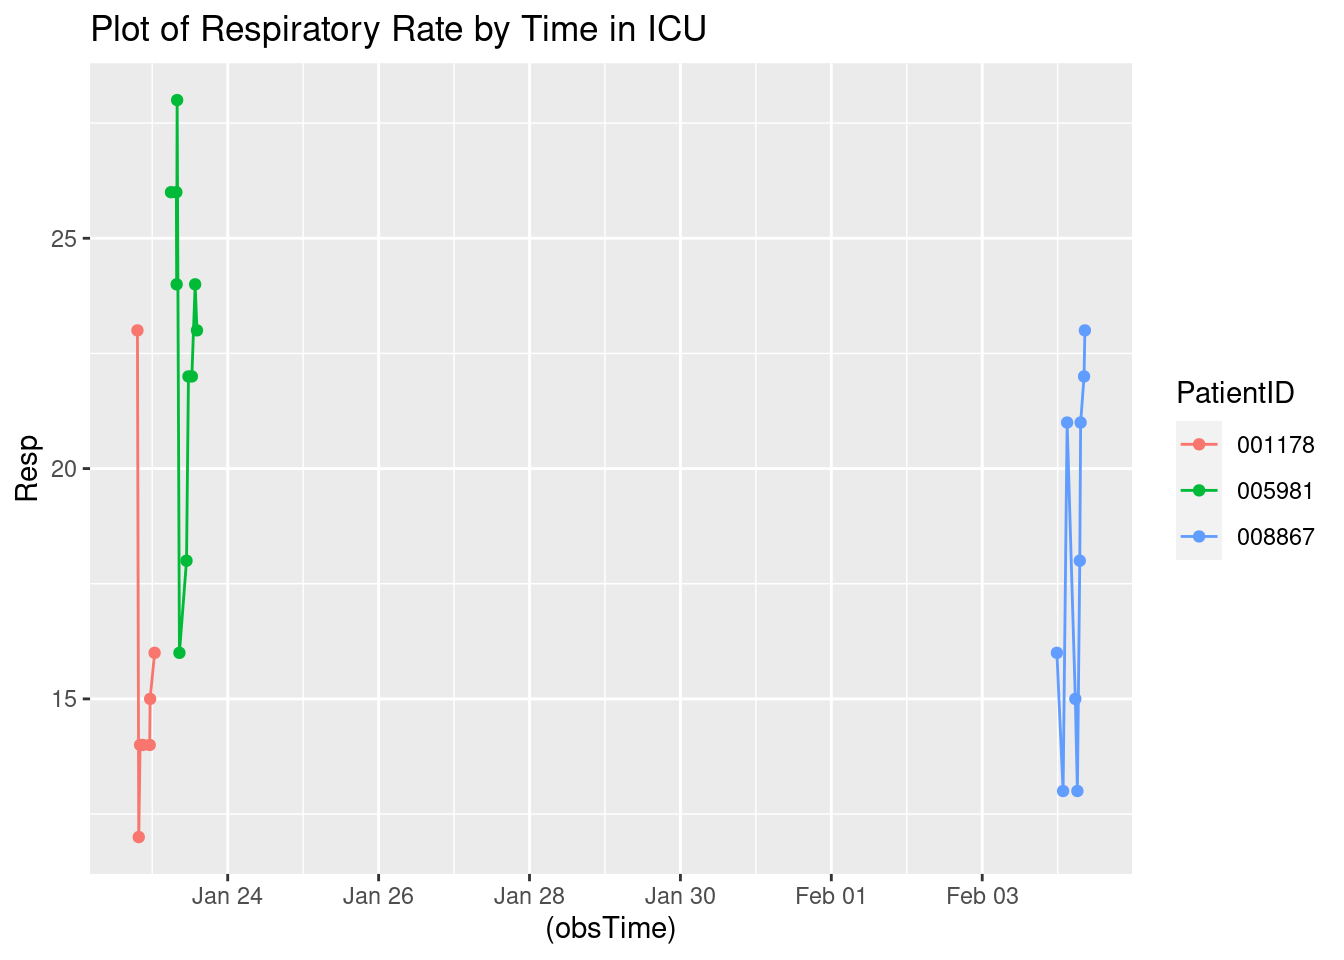 Plot of Respiratory Rate by Time in ICU
25
20
15
Resp
Jan 24
Jan 26
Jan 28
Jan 30
Feb 01
Feb 03
(obsTime)
PatientID
001178
005981
008867